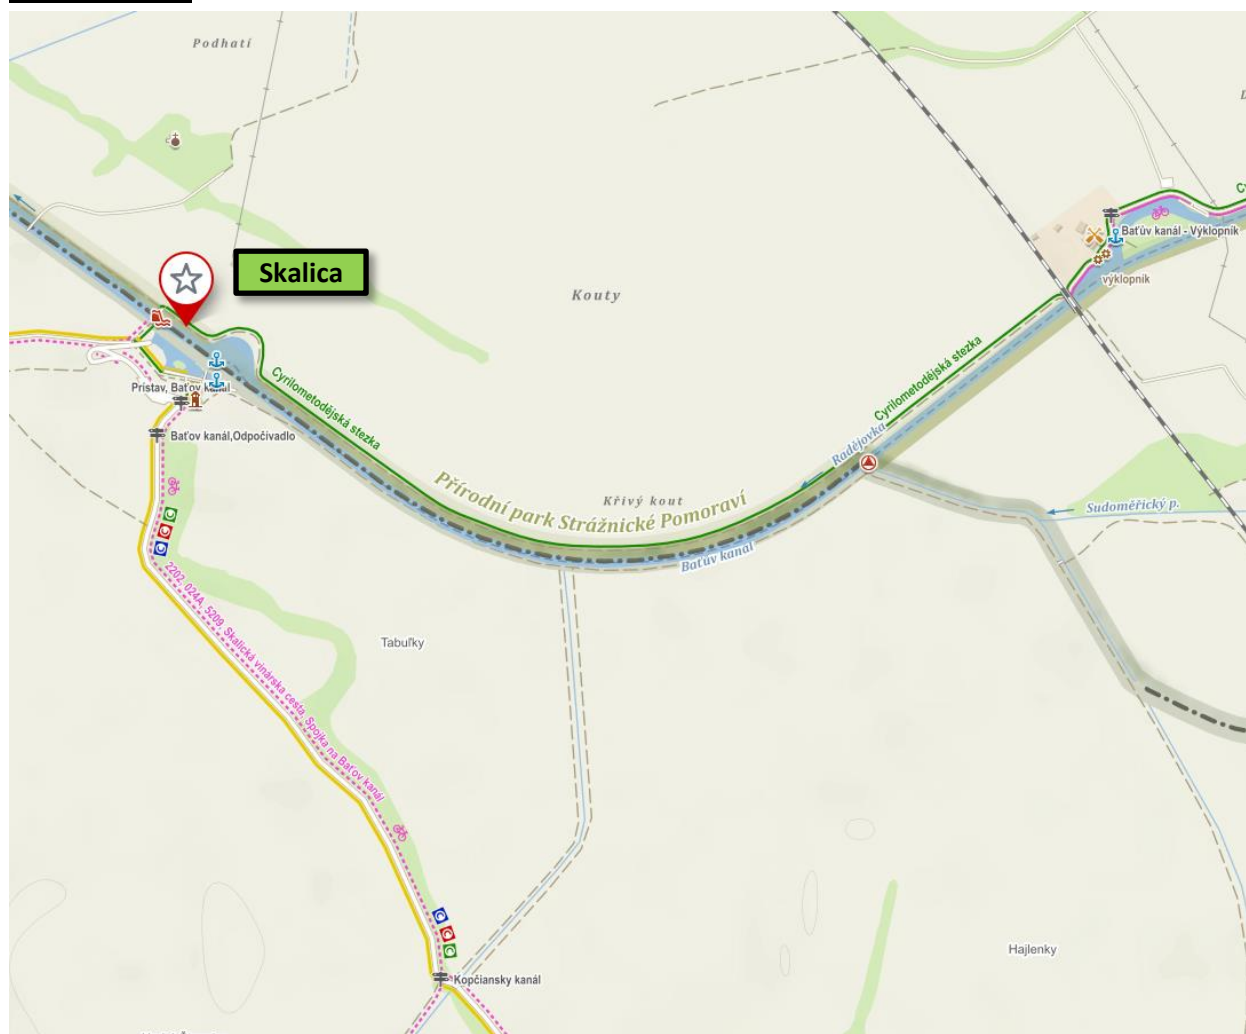 Podhatí
Skalica
Kouty
Baťův kanál - Výklopník
výklopník
Cyrilometodějská stezka
Cyrilometodějská stezka
Prístav, Baťov kanál
Baťov kanál,Odpočívadlo
Přírodní park Strážnické Pomoraví
Křivý kout
Radějovka
Sudoměřický p.
Baťův kanál
2202, 024A, 5209, Skalická vinárska cesta, Spojka na Baťov kanál
Tabuľky
Hajlenky
Kopčiansky kanál